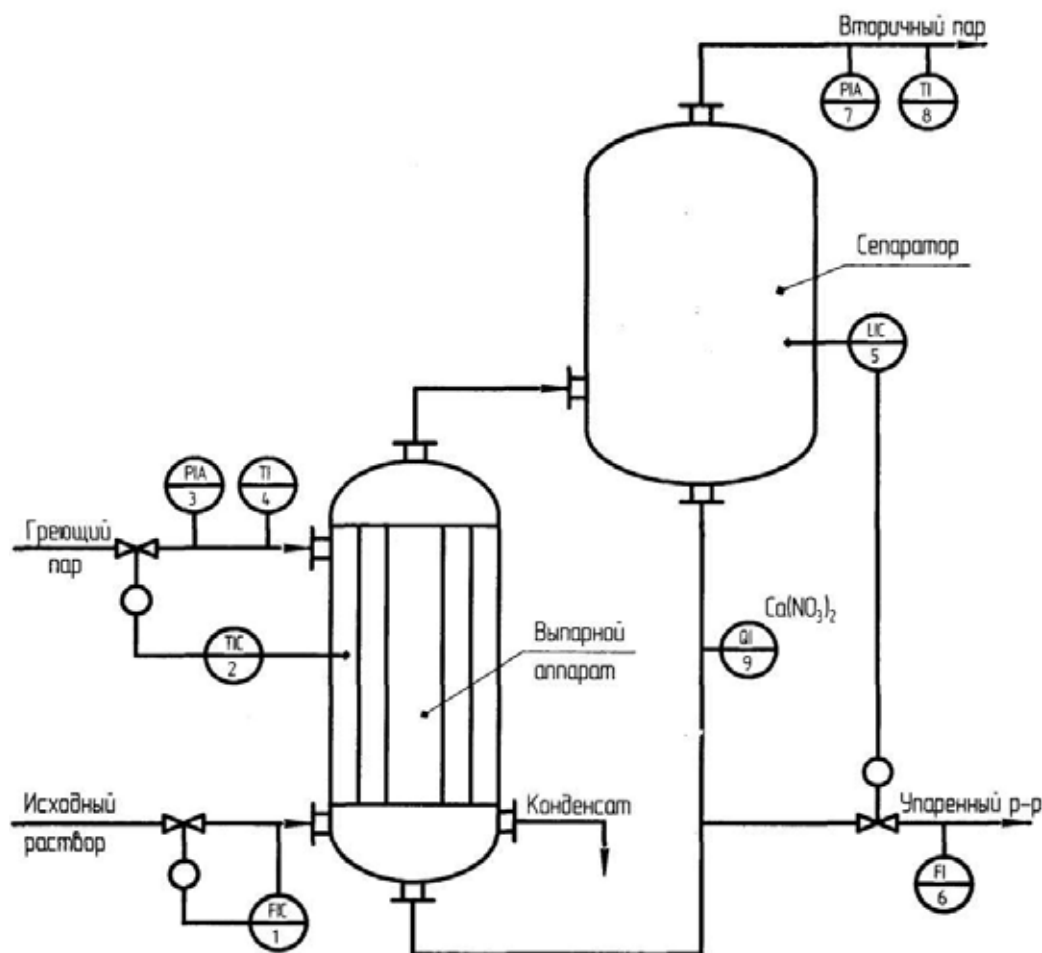 Вторичный пар
PIA
7
TI
8
Сепаратор
LIC
5
PIA
3
TI
4
Греющий
пар
TIC
2
Выпарной
аппарат
Ca(NO₃)₂
QI
9
Исходный
раствор
Конденсат
Упаренный р-р
FIC
1
FI
6